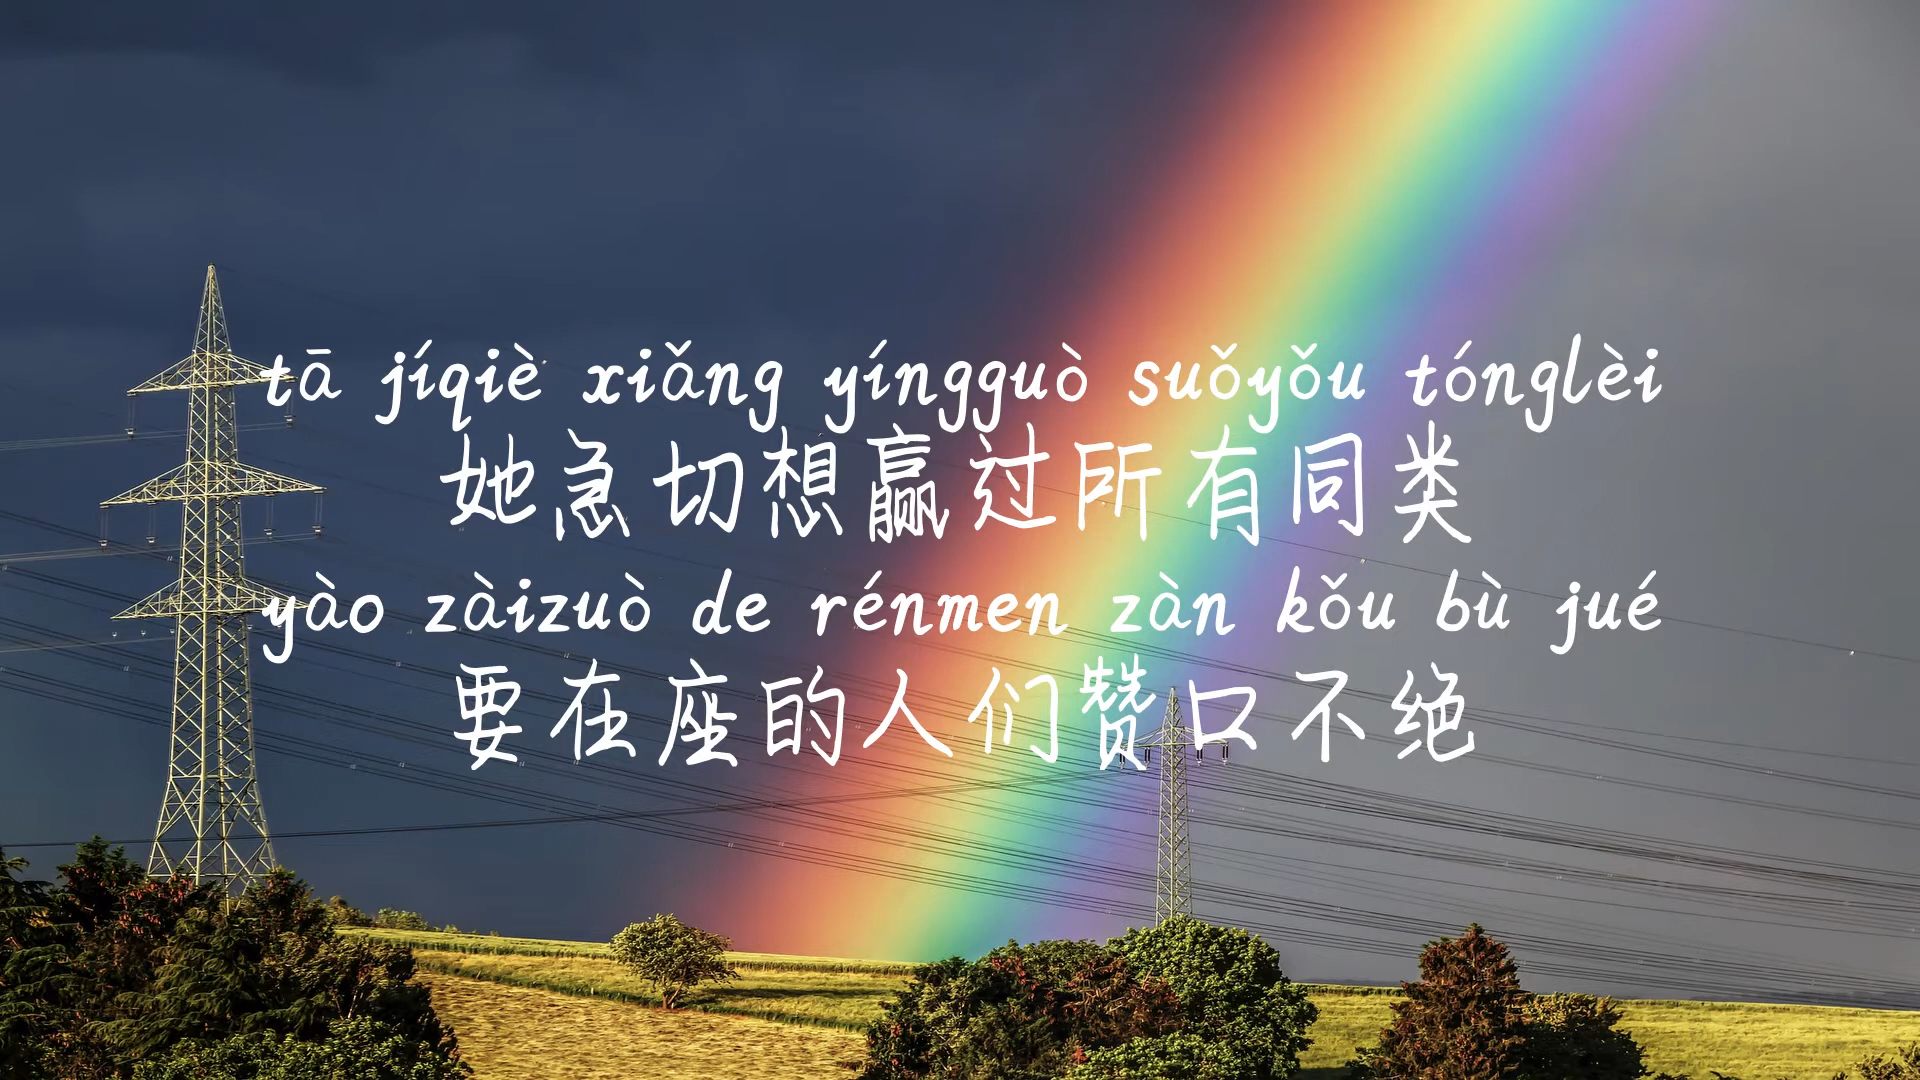 tā jíqiè xiǎng yíngguò suǒyǒu tónglèi
她急切想赢过所有同类
yào zàizuò de rénmen zàn kǒu bù jué
要在座的人们赞口不绝